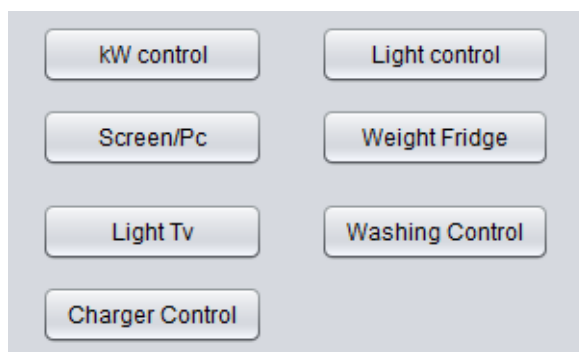 kW control
Light control
Screen/Pc
Weight Fridge
Light Tv
Washing Control
Charger Control